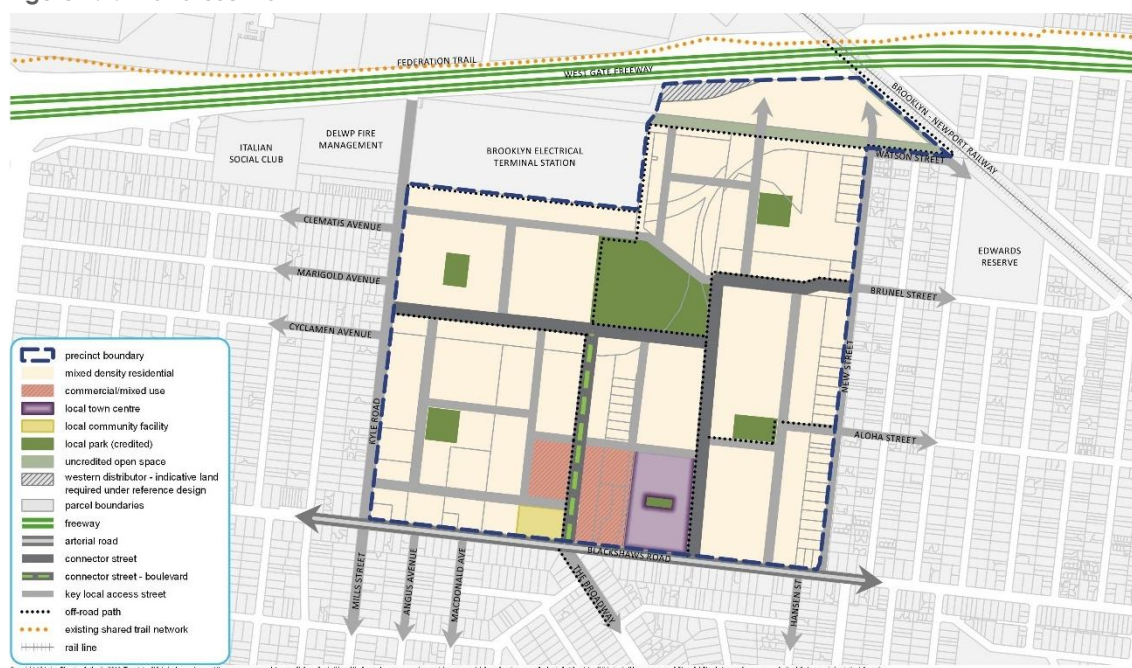 FEDERATION TRAIL
WEST GATE FREEWAY
BROOKLYN - NEWPORT RAILWAY
DELWP FIRE
MANAGEMENT
ITALIAN
SOCIAL CLUB
BROOKLYN ELECTRICAL
TERMINAL STATION
WATSON STREET
CLEMATIS AVENUE
EDWARDS
RESERVE
MARIGOLD AVENUE
BRUNEL STREET
CYCLAMEN AVENUE
NEW STREET
KYLE ROAD
ALOHA STREET
BLACKSHAWS ROAD
MILLS STREET
ANGUS AVENUE
MACDONALD AVE
THE BROADWAY
HANSEN ST
precinct boundary
mixed density residential
commercial/mixed use
local town centre
local community facility
local park (credited)
uncredited open space
western distributor - indicative land
required under reference design
parcel boundaries
freeway
arterial road
connector street
connector street - boulevard
key local access street
off-road path
existing shared trail network
rail line